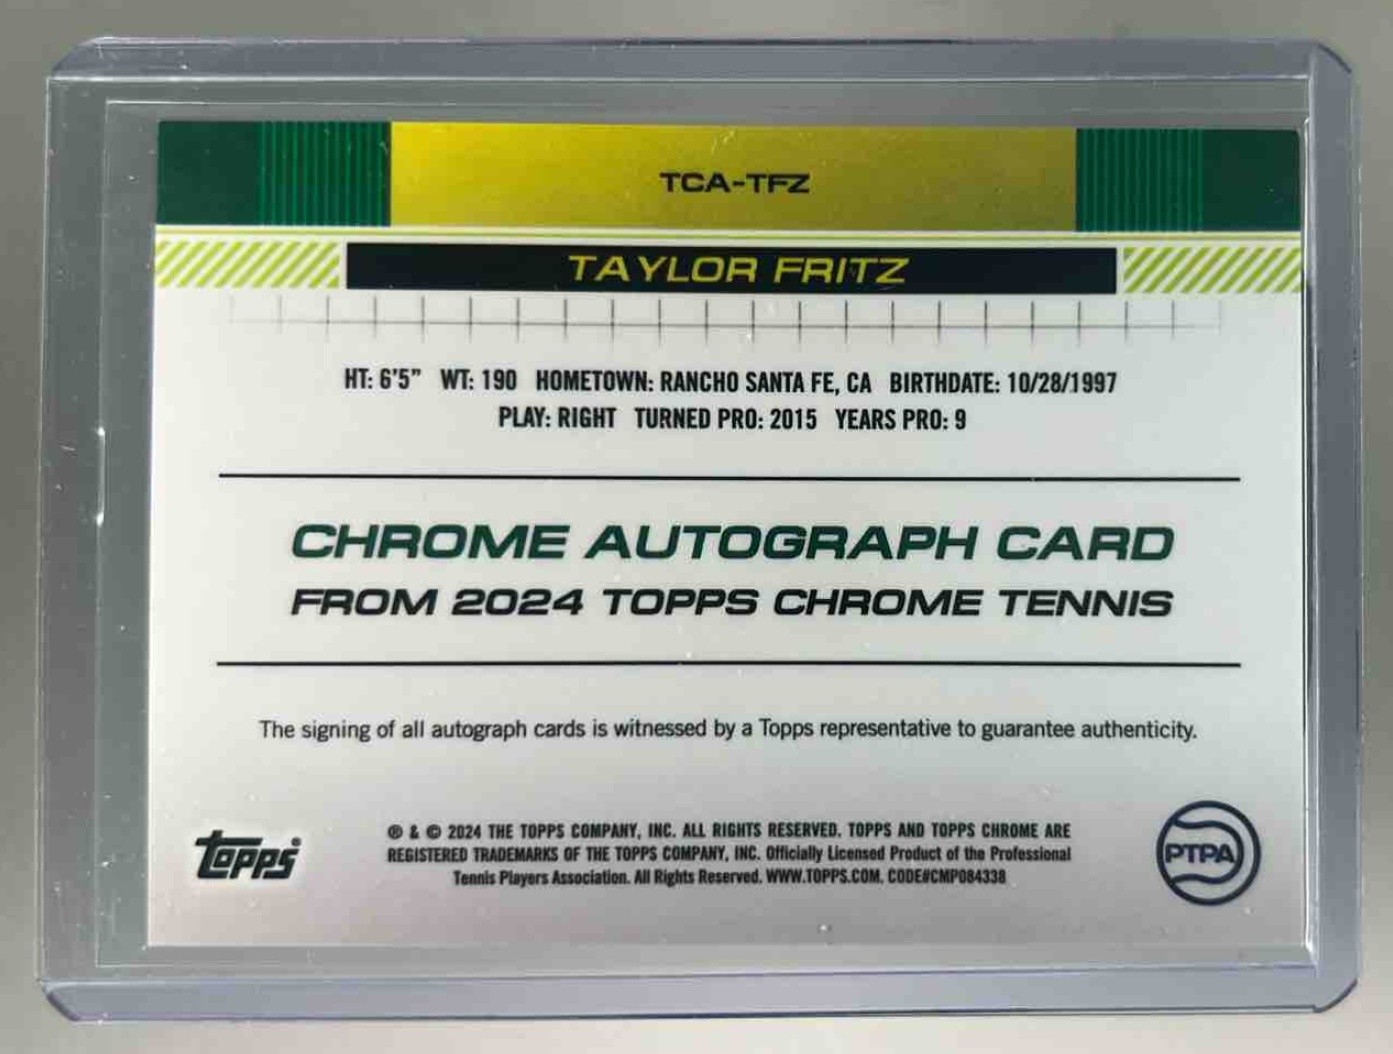 TCA-TFZ
TAYLOR FRITZ
HT: 6'5" WT: 190 HOMETOWN: RANCHO SANTA FE, CA BIRTHDATE: 10/28/1997
PLAY: RIGHT TURNED PRO: 2015 YEARS PRO: 9
CHROME AUTOGRAPH CARD
FROM 2024 TOPPS CHROME TENNIS
The signing of all autograph cards is witnessed by a Topps representative to guarantee authenticity.
topps
® & © 2024 THE TOPPS COMPANY, INC. ALL RIGHTS RESERVED. TOPPS AND TOPPS CHROME ARE
REGISTERED TRADEMARKS OF THE TOPPS COMPANY, INC. Officially Licensed Product of the Professional
Tennis Players Association. All Rights Reserved. WWW.TOPPS.COM. CODE#CMP084338
PTPA